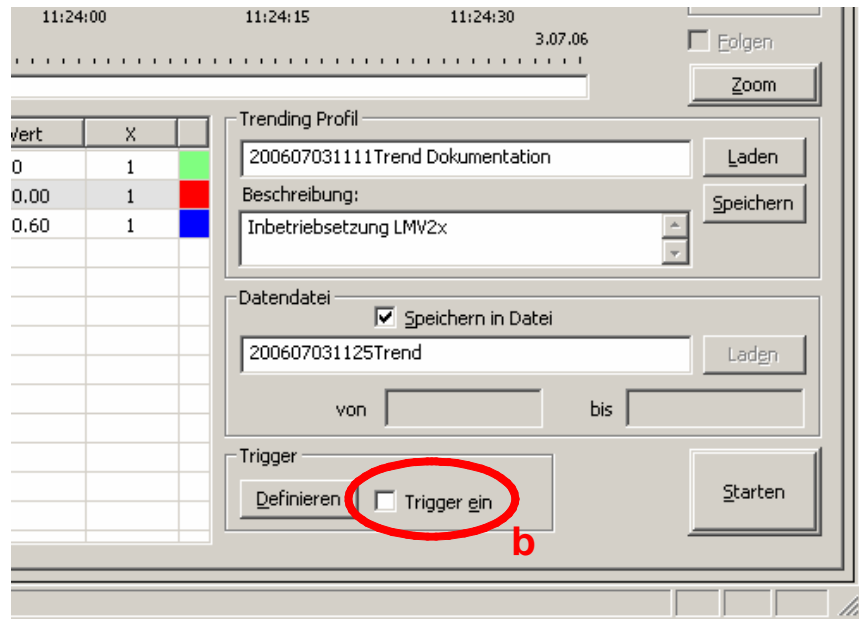 11:24:00 11:24:15 11:24:30
3.07.06
Folgen
Zoom
Wert X
0 1
0.00 1
0.60 1
Trending Profil
200607031111Trend Dokumentation
Laden
Beschreibung:
Speichern
Inbetriebsetzung LMV2x
Datendatei
Speichern in Datei
200607031125Trend
Laden
von bis
Trigger
Definieren
Trigger ein
Starten
b